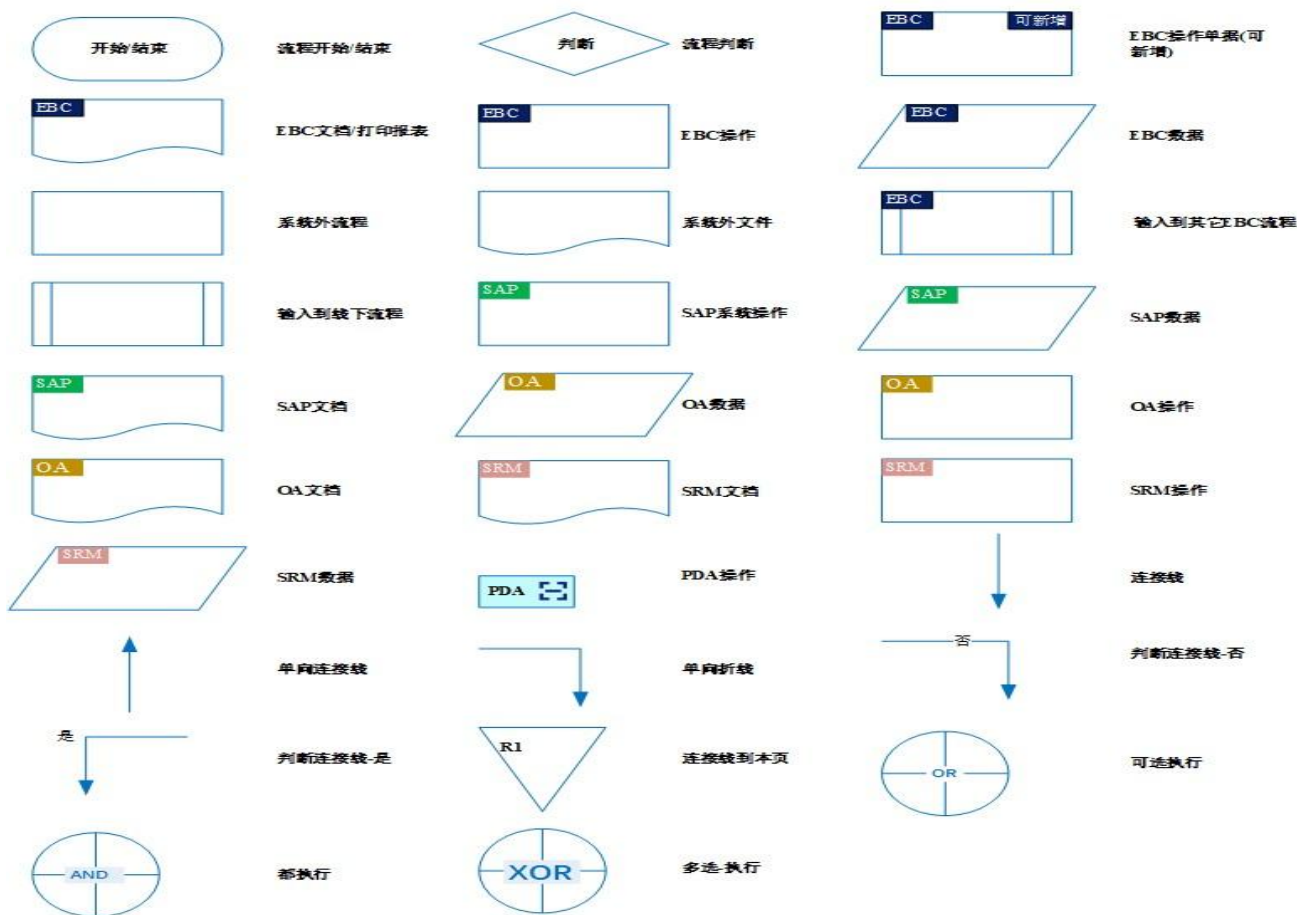 开始/结束
流程开始/结束
判断
流程判断
EBC
可新增
EBC操作单据(可
新增)
EBC
EBC文档/打印报表
EBC
EBC操作
EBC
EBC数据
系统外流程
系统外文件
EBC
输入到其它EBC流程
输入到线下流程
SAP
SAP系统操作
SAP
SAP数据
SAP
SAP文档
OA
OA数据
OA
OA操作
OA
OA文档
SRM
SRM文档
SRM
SRM操作
SRM
SRM数据
PDA
PDA操作
连接线
单向连接线
单向折线
否
判断连接线-否
是
判断连接线-是
R1
连接线到本页
OR
可选执行
AND
都执行
XOR
多选-执行